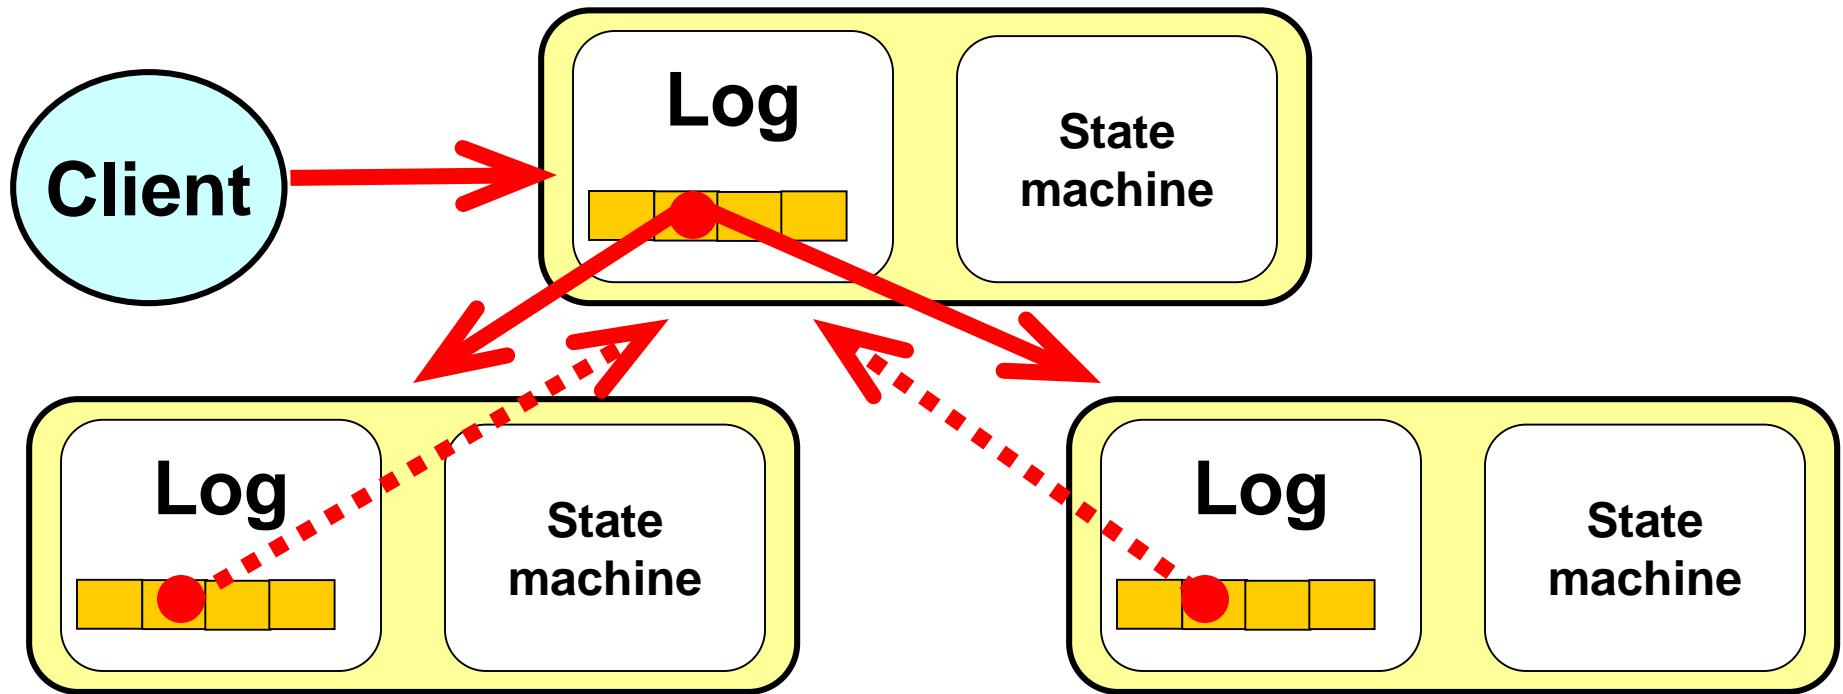 Client
Log
State
machine
Log
State
machine
Log
State
machine